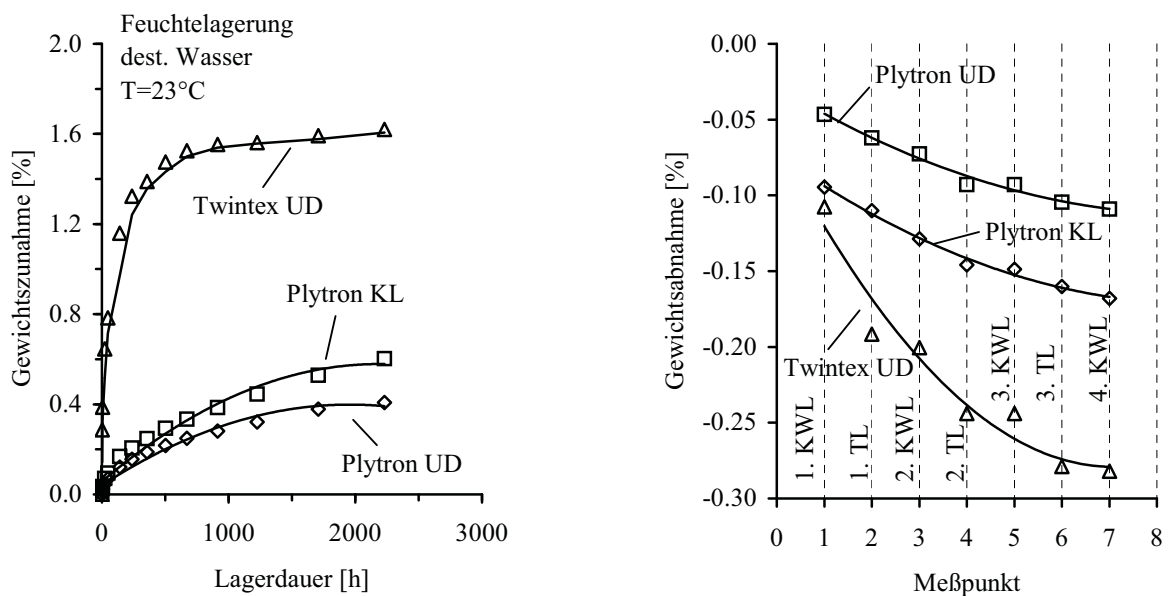 Feuchtelagerung
dest. Wasser
T=23°C
Gewichtszunahme [%]
2.0
1.6
1.2
0.8
0.4
0.0
Twintex UD
Plytron KL
Plytron UD
0
1000
2000
3000
Lagerdauer [h]
Gewichtsabnahme [%]
0.00
-0.05
-0.10
-0.15
-0.20
-0.25
-0.30
Plytron UD
Plytron KL
Twintex UD
1. KWL
1. TL
2. KWL
2. TL
3. KWL
3. TL
4. KWL
0
1
2
3
4
5
6
7
8
Meßpunkt